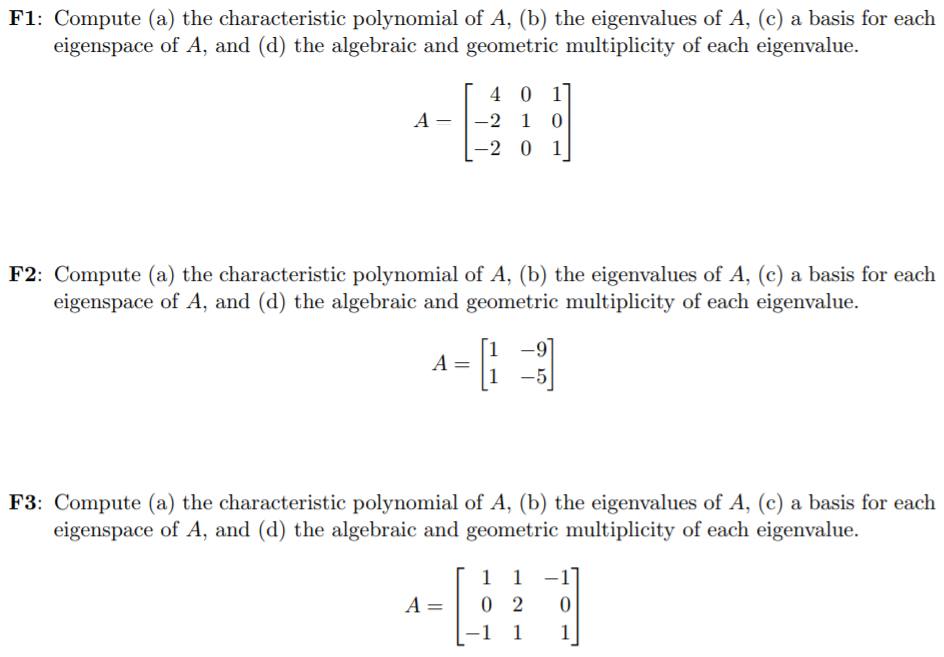 F1: Compute (a) the characteristic polynomial of A, (b) the eigenvalues of A, (c) a basis for each
eigenspace of A, and (d) the algebraic and geometric multiplicity of each eigenvalue.
4 0 1
A = −2 1 0
−2 0 1
F2: Compute (a) the characteristic polynomial of A, (b) the eigenvalues of A, (c) a basis for each
eigenspace of A, and (d) the algebraic and geometric multiplicity of each eigenvalue.
1 −9
A =
1 −5
F3: Compute (a) the characteristic polynomial of A, (b) the eigenvalues of A, (c) a basis for each
eigenspace of A, and (d) the algebraic and geometric multiplicity of each eigenvalue.
1 1 −1
A = 0 2 0
−1 1 1